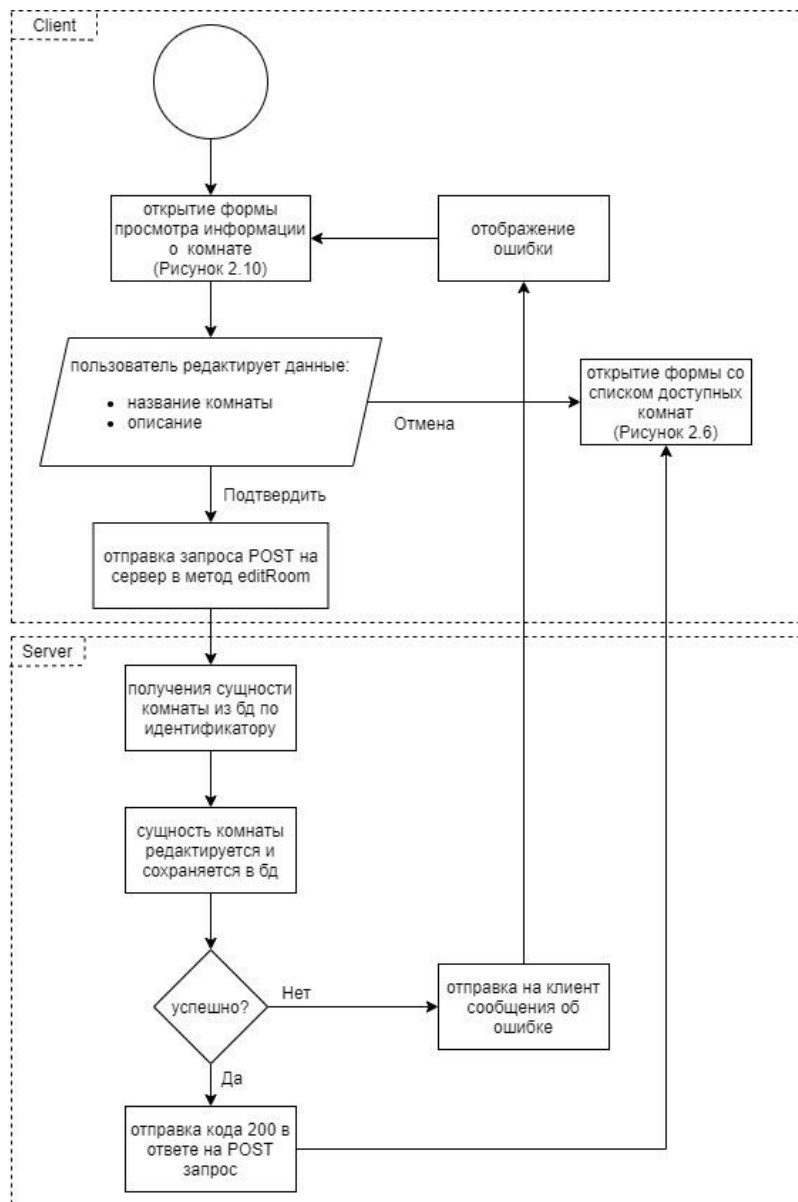 Client
открытие формы
просмотра информации
о комнате
(Рисунок 2.10)
отображение
ошибки
пользователь редактирует данные:
• название комнаты
• описание
Отмена
открытие формы со
списком доступных
комнат
(Рисунок 2.6)
Подтвердить
отправка запроса POST на
сервер в метод editRoom
Server
получения сущности
комнаты из бд по
идентификатору
сущность комнаты
редактируется и
сохраняется в бд
успешно?
Нет
отправка на клиент
сообщения об
ошибке
Да
отправка кода 200 в
ответе на POST
запрос